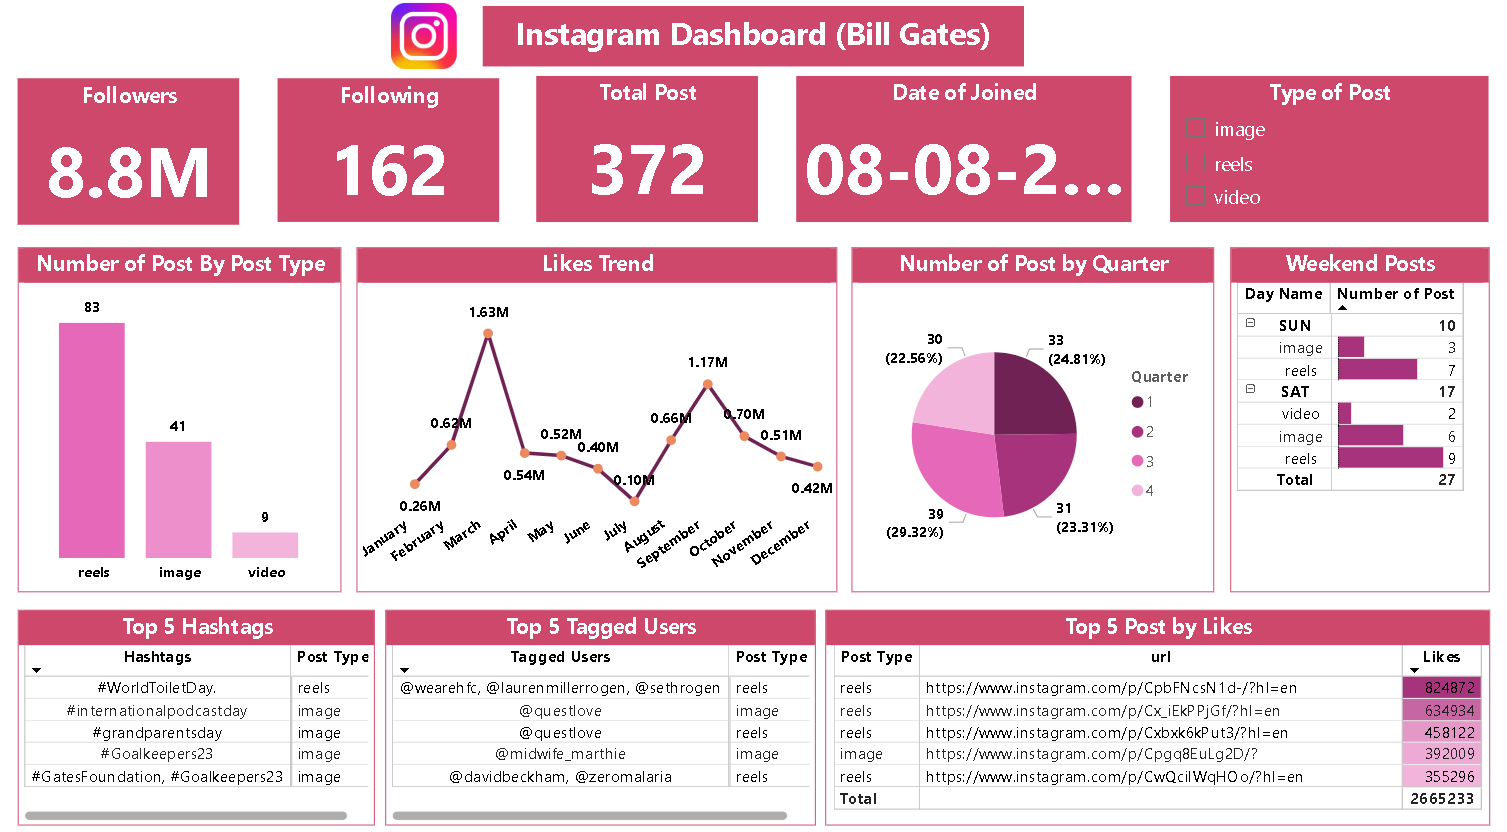 Instagram Dashboard (Bill Gates)
Followers
8.8M
Following
162
Total Post
372
Date of Joined
08-08-2...
Type of Post
image
reels
video
Number of Post By Post Type
83
41
9
reels
image
video
Likes Trend
1.63M
1.17M
0.62M
0.66M
0.70M
0.52M
0.40M
0.51M
0.54M
0.10M
0.42M
0.26M
January
February
March
April
May
June
July
August
September
October
November
December
Number of Post by Quarter
30
(22.56%)
33
(24.81%)
39
(29.32%)
31
(23.31%)
Quarter
1
2
3
4
Weekend Posts
Day Name Number of Post
SUN 10
image 3
reels 7
SAT 17
video 2
image 6
reels 9
Total 27
Top 5 Hashtags
Hashtags Post Type
#WorldToiletDay. reels
#internationalpodcastday image
#grandparentsday image
#Goalkeepers23 image
#GatesFoundation, #Goalkeepers23 image
Top 5 Tagged Users
Tagged Users Post Type
@wearehfc, @laurenmillerrogen, @sethrogen reels
@questlove image
@questlove reels
@midwife_marthie image
@davidbeckham, @zeromalaria reels
Top 5 Post by Likes
Post Type url Likes
reels https://www.instagram.com/p/CpbFNcsN1d-/?hl=en 824872
reels https://www.instagram.com/p/Cx_iEkPPjGf/?hl=en 634934
reels https://www.instagram.com/p/Cxbxk6kPut3/?hl=en 458122
image https://www.instagram.com/p/Cpgq8EuLg2D/? 392009
reels https://www.instagram.com/p/CwQcilWqHOo/?hl=en 355296
Total 2665233